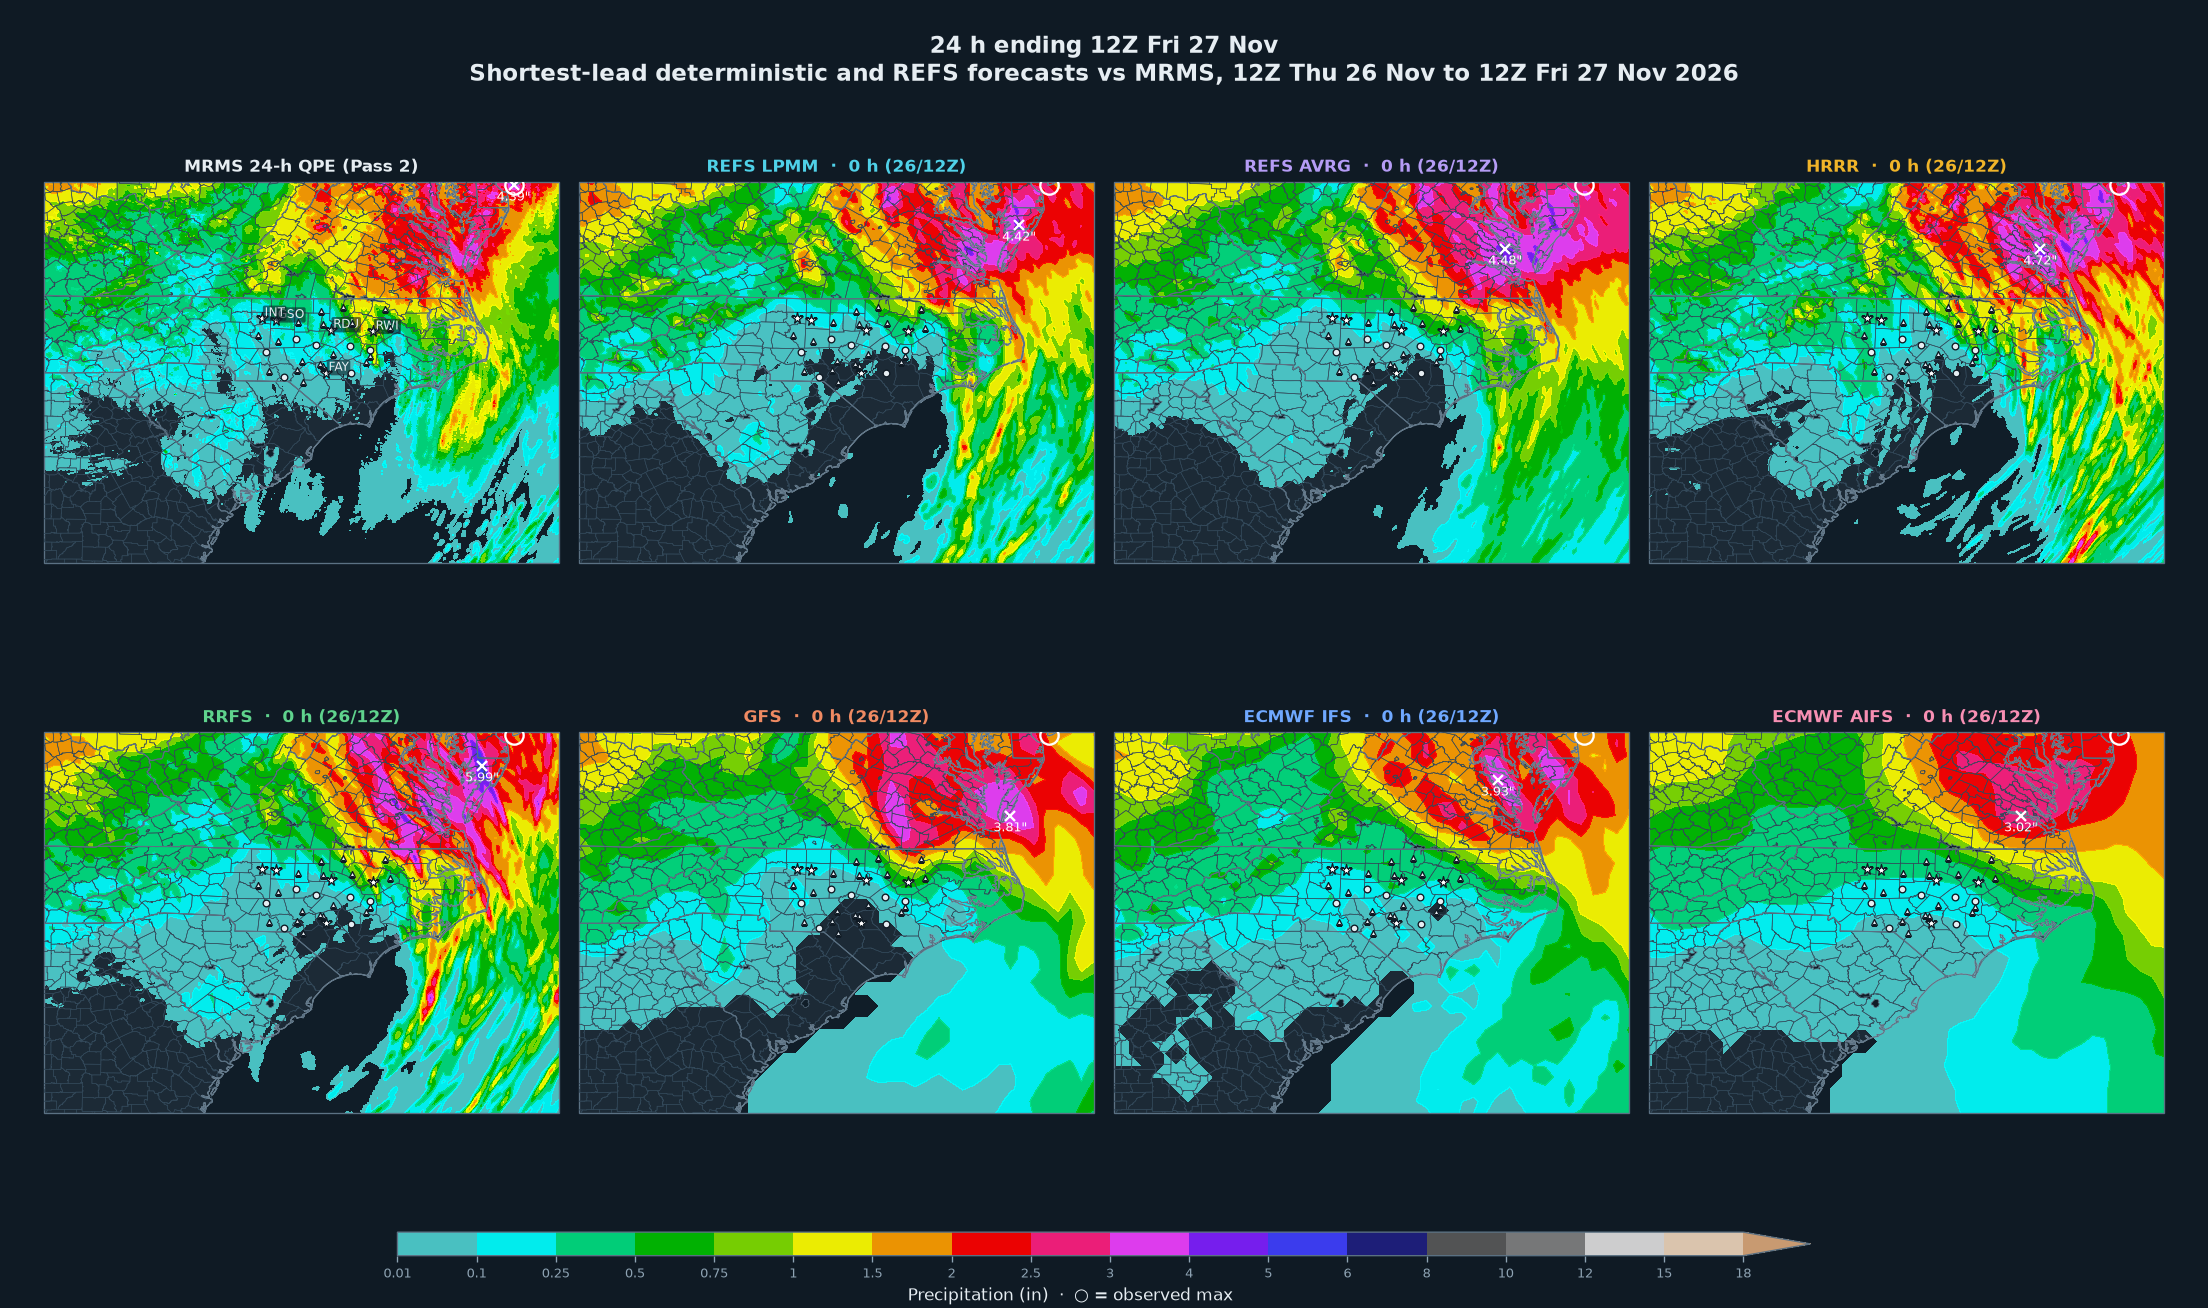 24 h ending 12Z Fri 27 Nov
Shortest-lead deterministic and REFS forecasts vs MRMS, 12Z Thu 26 Nov to 12Z Fri 27 Nov 2026
MRMS 24-h QPE (Pass 2)
4.39"
INT
SO
RD
J
RWI
FAY
REFS LPMM · 0 h (26/12Z)
4.42"
REFS AVRG · 0 h (26/12Z)
4.48"
HRRR · 0 h (26/12Z)
4.72"
RRFS · 0 h (26/12Z)
5.99"
GFS · 0 h (26/12Z)
3.81"
ECMWF IFS · 0 h (26/12Z)
3.93"
ECMWF AIFS · 0 h (26/12Z)
3.02"
0.01 0.1 0.25 0.5 0.75 1 1.5 2 2.5 3 4 5 6 8 10 12 15 18
Precipitation (in) · ○ = observed max